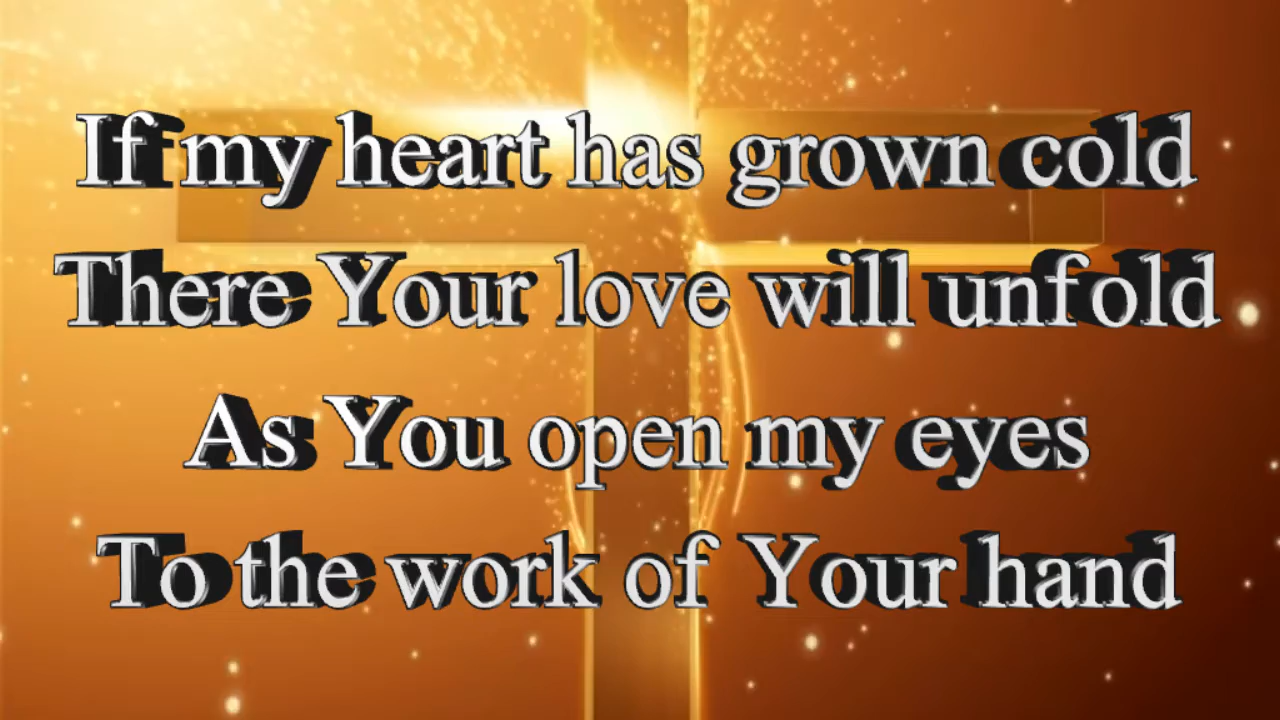 If my heart has grown cold
There Your love will unfold
As You open my eyes
To the work of Your hand